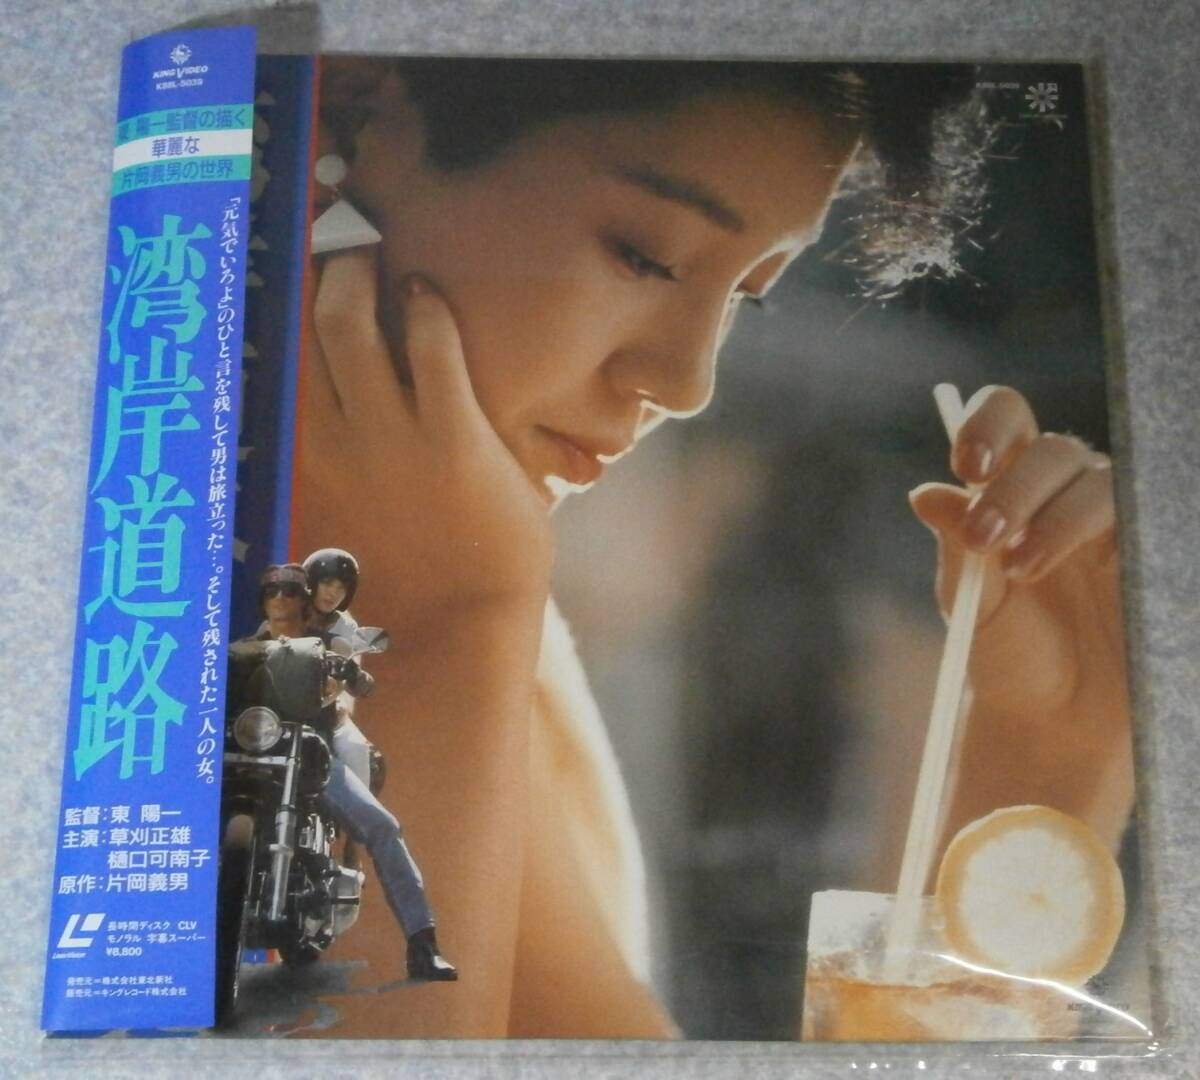 KING VIDEO
K88L-5039
東 陽一監督の描く
華麗な
片岡義男の世界
湾岸道路
「元気でいろよ」のひと言を残して男は旅立った…。そして残された一人の女。
監督:東 陽一
主演:草刈正雄
樋口可南子
原作:片岡義男
LaserVision
長時間ディスク CLV
モノラル 字幕スーパー
¥8,800
発売元=株式会社東北新社
販売元=キングレコード株式会社
K88L-5039